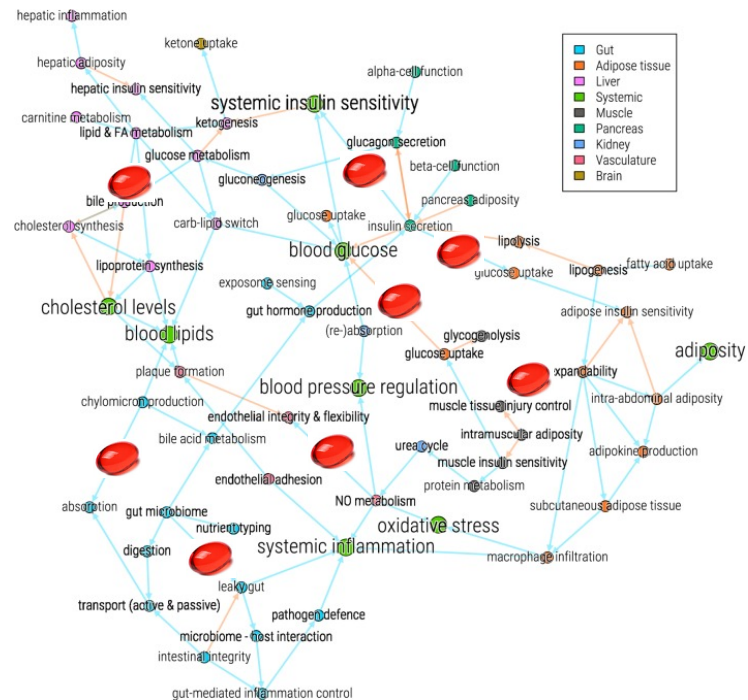 hepatic inflammation
hepatic adiposity
ketone uptake
hepatic insulin sensitivity
alpha-cell function
systemic insulin sensitivity
carnitine metabolism
lipid & FA metabolism
ketogenesis
glucagon secretion
glucose metabolism
beta-cell function
gluconeogenesis
bile production
pancreas adiposity
cholesterol synthesis
carb-lipid switch
glucose uptake
insulin secretion
blood glucose
lipolysis
lipoprotein synthesis
exposome sensing
glucose uptake
lipogenesis
fatty acid uptake
cholesterol levels
gut hormone production
adipose insulin sensitivity
blood lipids
(re-)absorption
glycogenolysis
glucose uptake
adiposity
plaque formation
blood pressure regulation
expandability
intra-abdominal adiposity
chylomicron production
endothelial integrity & flexibility
muscle tissue injury control
bile acid metabolism
urea cycle
intramuscular adiposity
adipokine production
muscle insulin sensitivity
endothelial adhesion
protein metabolism
absorption
gut microbiome
NO metabolism
subcutaneous adipose tissue
nutrient typing
oxidative stress
digestion
systemic inflammation
macrophage infiltration
leaky gut
transport (active & passive)
pathogen defence
microbiome - host interaction
intestinal integrity
gut-mediated inflammation control
Gut
Adipose tissue
Liver
Systemic
Muscle
Pancreas
Kidney
Vasculature
Brain